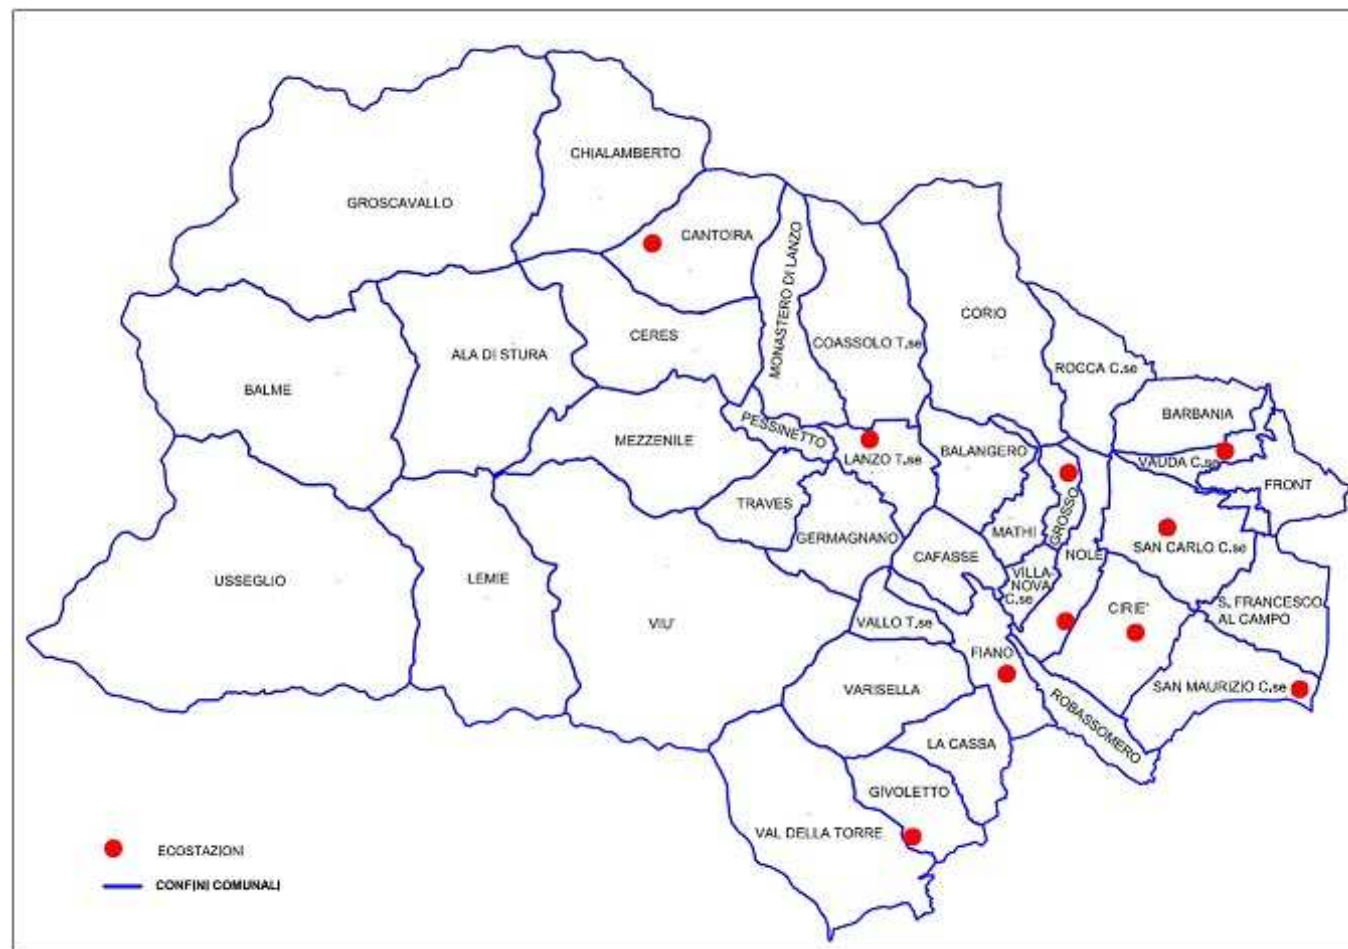 CHIALAMBERTO
GROSCAVALLO
CANTOIRA
MONASTERO DI LANZO
CORIO
CERES
COASSOLO T.se
ALA DI STURA
ROCCA C.se
BALME
BARBANIA
PESSINETTO
MEZZENILE
LANZO T.se
BALANGERO
VAUDA C.se
FRONT
TRAVES
GROSSO
MATHI
GERMAGNANO
SAN CARLO C.se
CAFASSE
NOLE
USSEGLIO
LEMIE
VILLA-
NOVA
C.se
S. FRANCESCO
AL CAMPO
CIRIE'
VIU'
VALLO T.se
FIANO
VARISELLA
SAN MAURIZIO C.se
ROBASSOMERO
LA CASSA
GIVOLETTO
VAL DELLA TORRE
ECOSTAZIONI
CONFINI COMUNALI